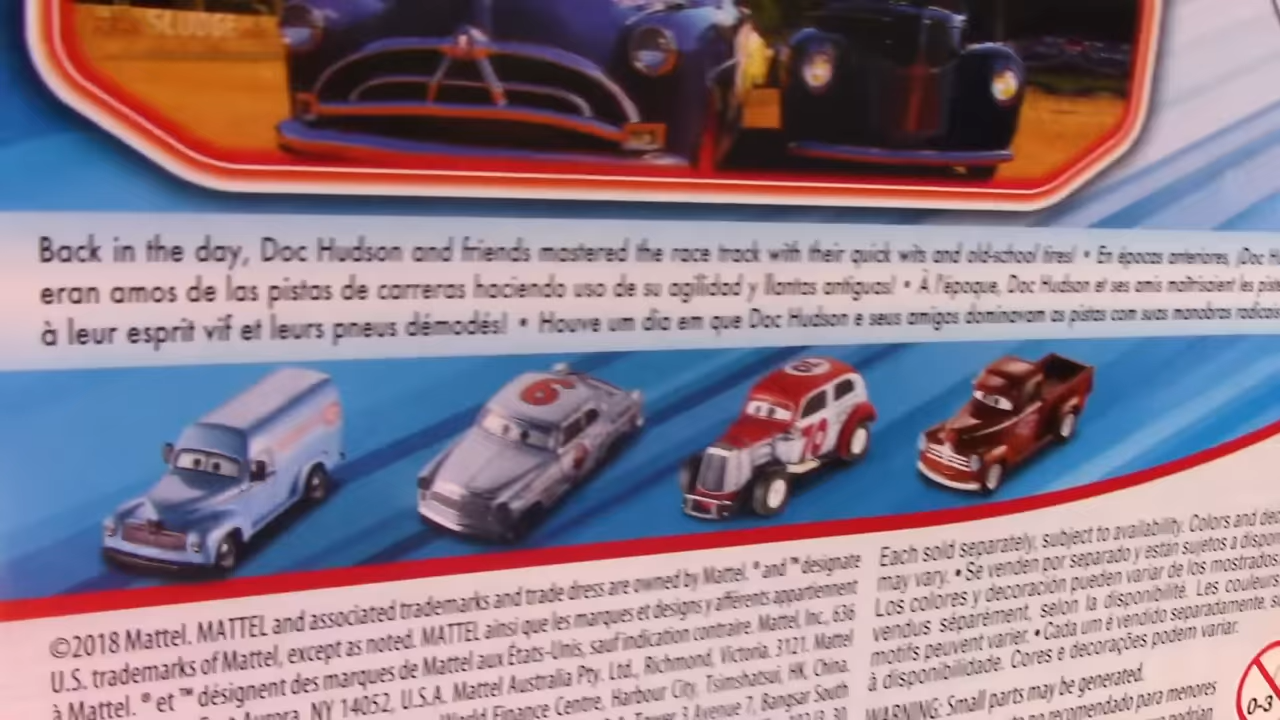 SLUDGE
Back in the day, Doc Hudson and friends mastered the race track with their quick wits and old-school tires! • En épocas anteriores, ¡Doc H
eran amos de las pistas de carreras haciendo uso de su agilidad y llantas antiguas! • À l'époque, Doc Hudson et ses amis maîtrisaient les pis
à leur esprit vif et leurs pneus démodés! • Houve um dia em que Doc Hudson e seus amigos dominavam as pistas com suas manobras radicais
6
70
©2018 Mattel. MATTEL and associated trademarks and trade dress are owned by Mattel. ® and ™ designate
U.S. trademarks of Mattel, except as noted. MATTEL ainsi que les marques et designs y afférents appartiennent
à Mattel. ® et ™ désignent des marques de Mattel aux États-Unis, sauf indication contraire. Mattel, Inc., 636
Aurora, NY 14052, U.S.A. Mattel Australia Pty. Ltd., Richmond, Victoria. 3121. Mattel
World Finance Centre, Harbour City, Tsimshatsui, HK, China.
Tower 3 Avenue 7, Bangsar South
Each sold separately, subject to availability. Colors and de
may vary. • Se venden por separado y están sujetos a dispon
Los colores y decoración pueden variar de los mostrados
vendus séparément, selon la disponibilité. Les couleurs
motifs peuvent varier. • Cada um é vendido separadamente, s
à disponibilidade. Cores e decorações podem variar.
WARNING: Small parts may be generated.
no recomendado para menores
0-3